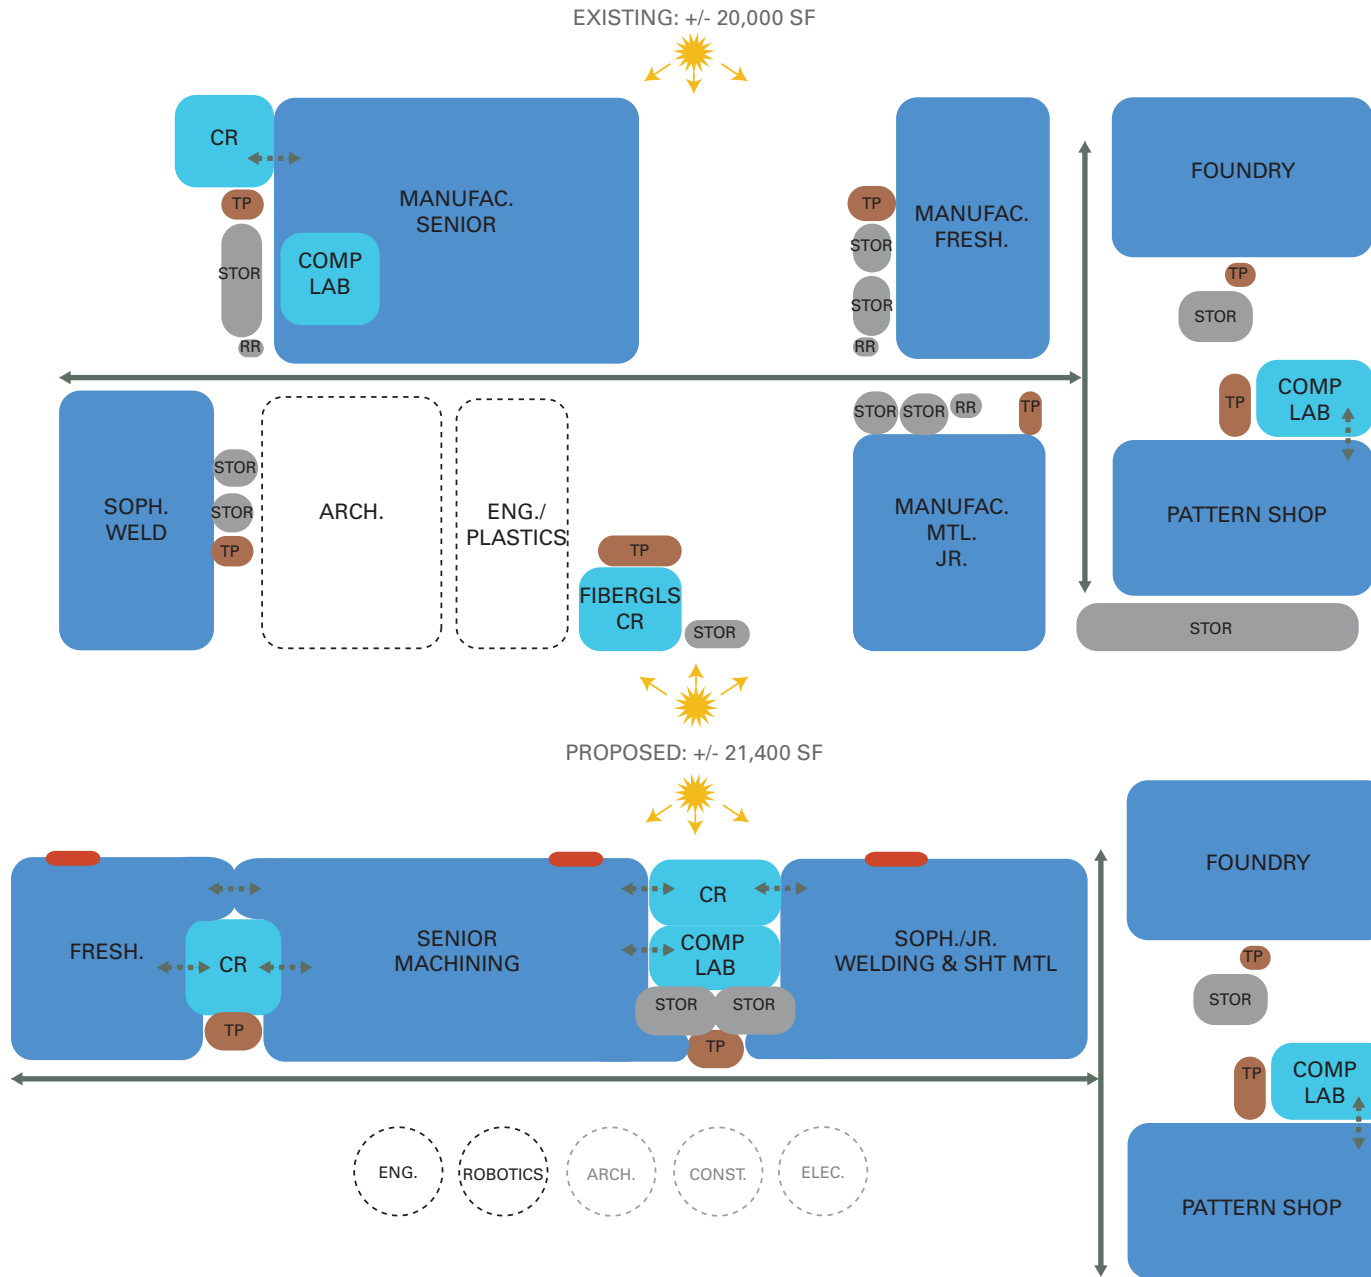 EXISTING: +/- 20,000 SF
CR
TP
STOR
RR
MANUFAC.
SENIOR
COMP
LAB
TP
STOR
STOR
RR
MANUFAC.
FRESH.
FOUNDRY
TP
STOR
TP
COMP
LAB
PATTERN SHOP
STOR
SOPH.
WELD
STOR
STOR
TP
ARCH.
ENG./
PLASTICS
TP
FIBERGLS
CR
STOR
STOR
STOR
RR
TP
MANUFAC.
MTL.
JR.
PROPOSED: +/- 21,400 SF
FRESH.
CR
TP
SENIOR
MACHINING
CR
COMP
LAB
STOR
STOR
TP
SOPH./JR.
WELDING & SHT MTL
FOUNDRY
TP
STOR
TP
COMP
LAB
PATTERN SHOP
ENG.
ROBOTICS
ARCH.
CONST.
ELEC.